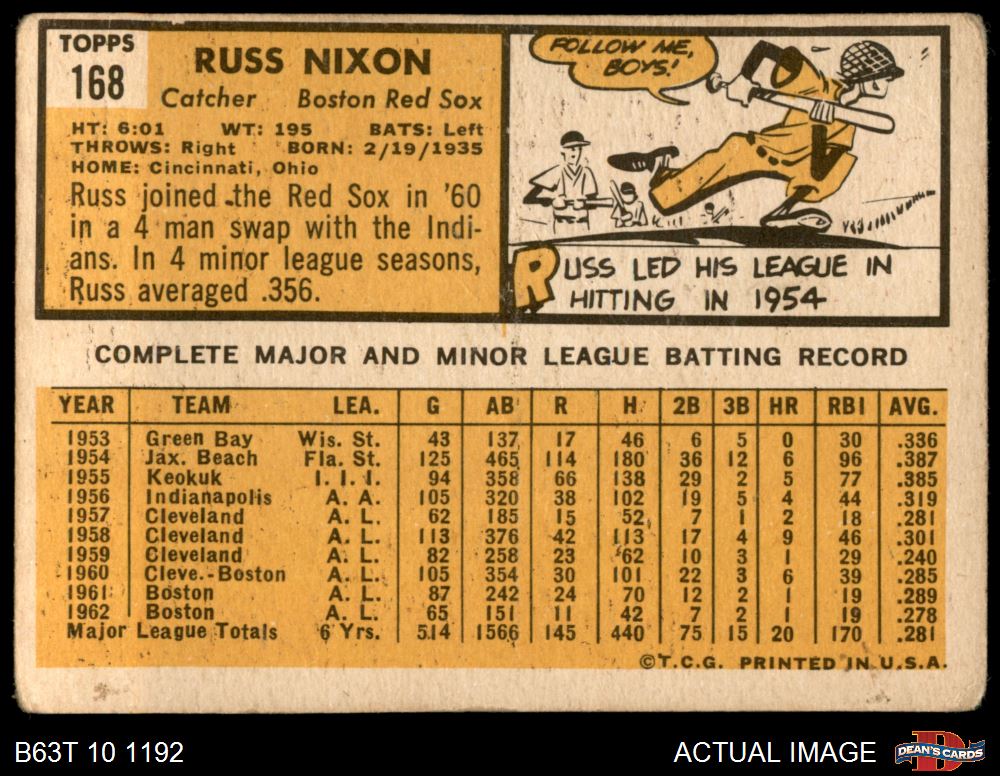 TOPPS
168
RUSS NIXON
Catcher Boston Red Sox
HT: 6:01 WT: 195 BATS: Left
THROWS: Right BORN: 2/19/1935
HOME: Cincinnati, Ohio
Russ joined the Red Sox in '60
in a 4 man swap with the Indi-
ans. In 4 minor league seasons,
Russ averaged .356.
FOLLOW ME,
BOYS!
RUSS LED HIS LEAGUE IN
HITTING IN 1954
COMPLETE MAJOR AND MINOR LEAGUE BATTING RECORD
YEAR TEAM LEA. G AB R H 2B 3B HR RBI AVG.
1953 Green Bay Wis. St. 43 137 17 46 6 5 0 30 .336
1954 Jax. Beach Fla. St. 125 465 114 180 36 12 6 96 .387
1955 Keokuk I. I. I. 94 358 66 138 29 2 5 77 .385
1956 Indianapolis A. A. 105 320 38 102 19 5 4 44 .319
1957 Cleveland A. L. 62 185 15 52 7 1 2 18 .281
1958 Cleveland A. L. 113 376 42 113 17 4 9 46 .301
1959 Cleveland A. L. 82 258 23 62 10 3 1 29 .240
1960 Cleve.-Boston A. L. 105 354 30 101 22 3 6 39 .285
1961 Boston A. L. 87 242 24 70 12 2 1 19 .289
1962 Boston A. L. 65 151 11 42 7 2 1 19 .278
Major League Totals 6 Yrs. 514 1566 145 440 75 15 20 170 .281
©T.C.G. PRINTED IN U.S.A.
B63T 10 1192
ACTUAL IMAGE
DEAN'S CARDS